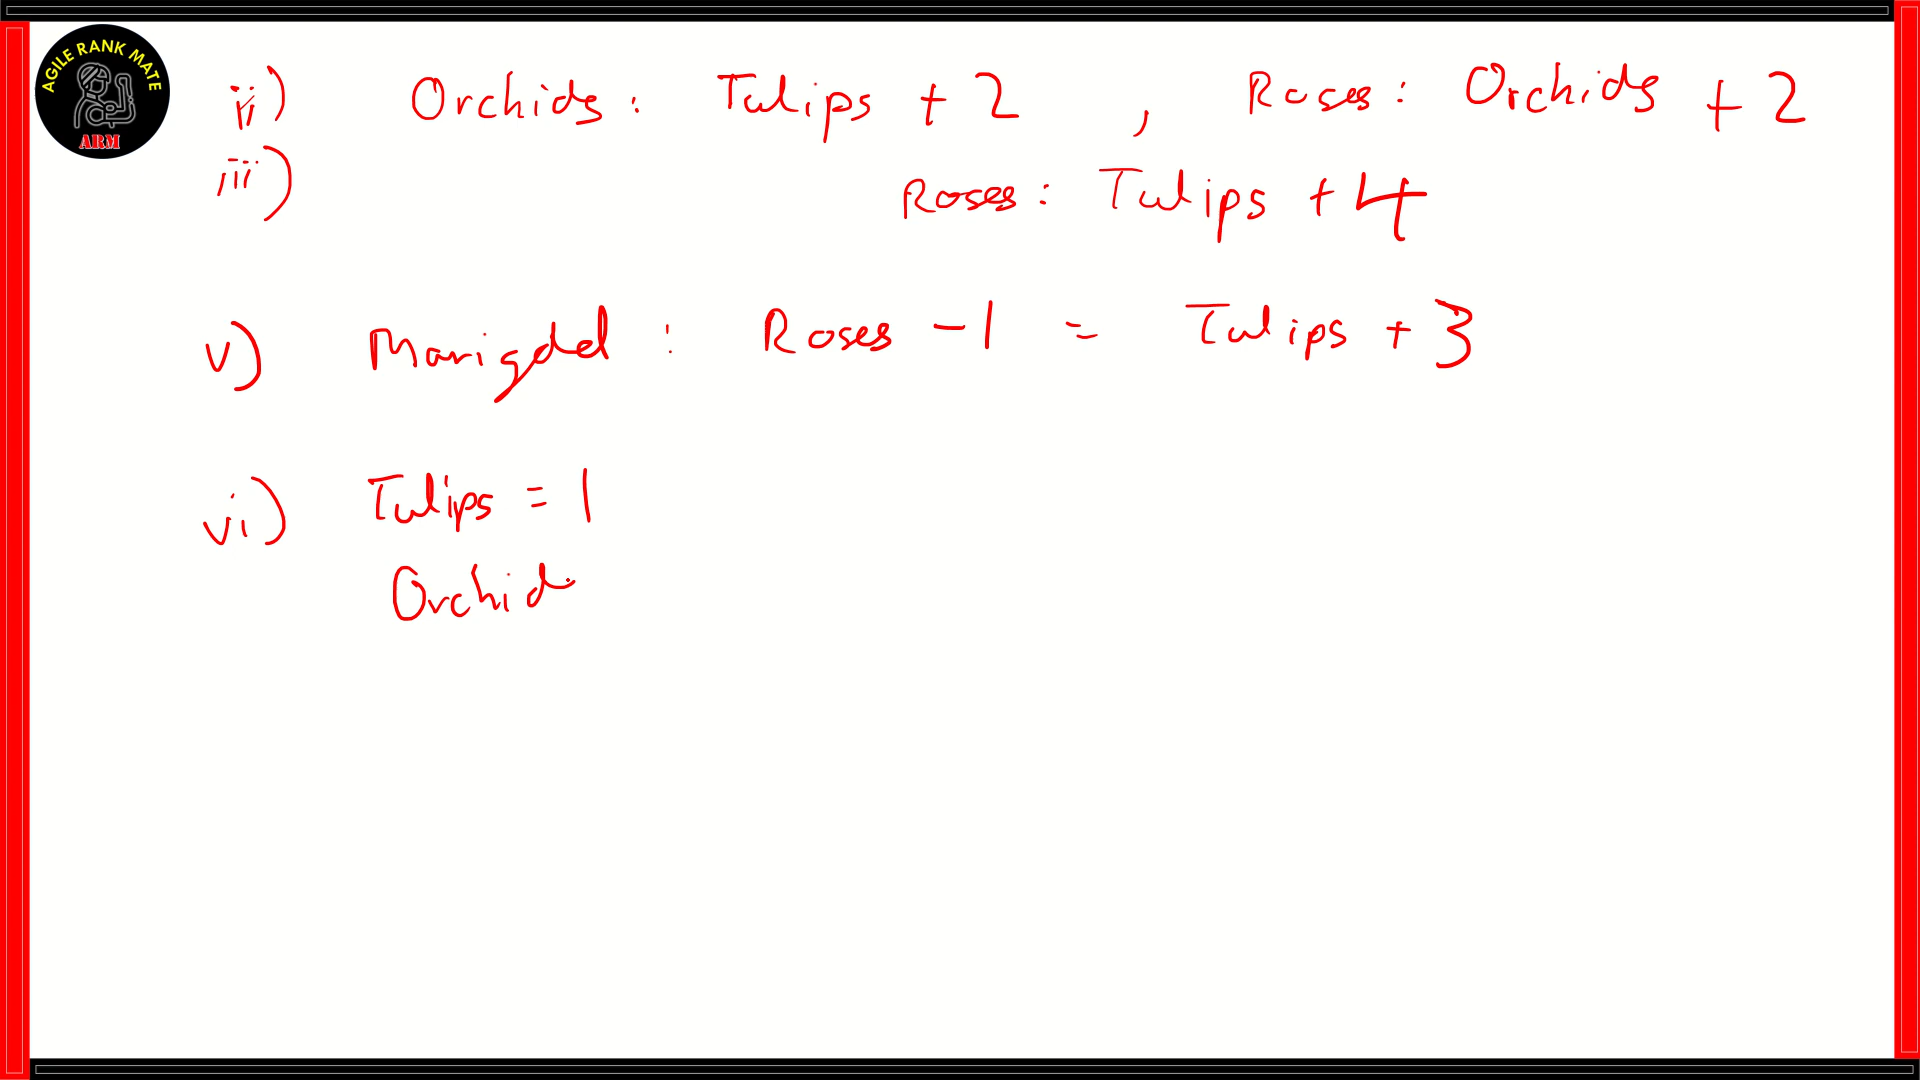 AGILE RANK MATE
ARM
ii) Orchids: Tulips + 2 , Roses: Orchids + 2
iii) Roses: Tulips + 4
v) Marigold: Roses - 1 = Tulips + 3
vi) Tulips = 1
Orchid